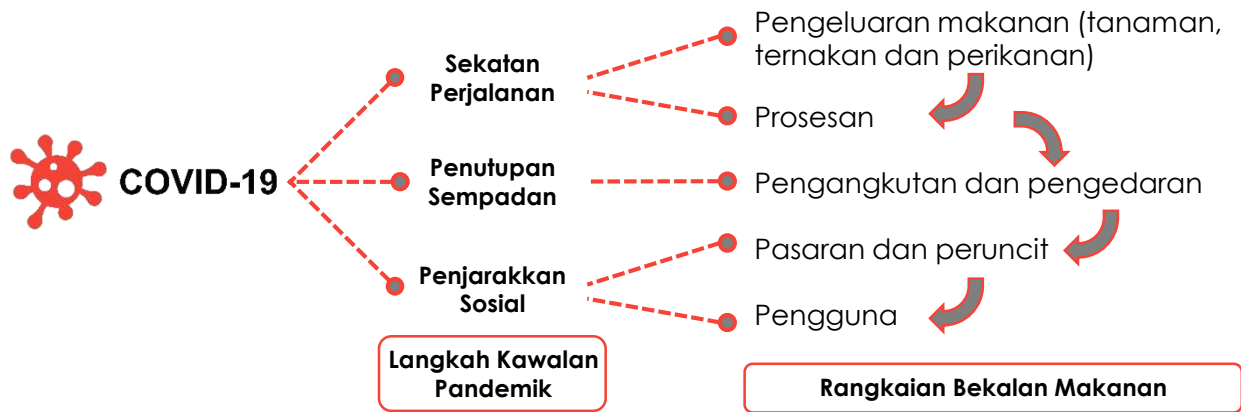 COVID-19
Sekatan
Perjalanan
Penutupan
Sempadan
Penjarakkan
Sosial
Langkah Kawalan
Pandemik
Pengeluaran makanan (tanaman,
ternakan dan perikanan)
Prosesan
Pengangkutan dan pengedaran
Pasaran dan peruncit
Pengguna
Rangkaian Bekalan Makanan